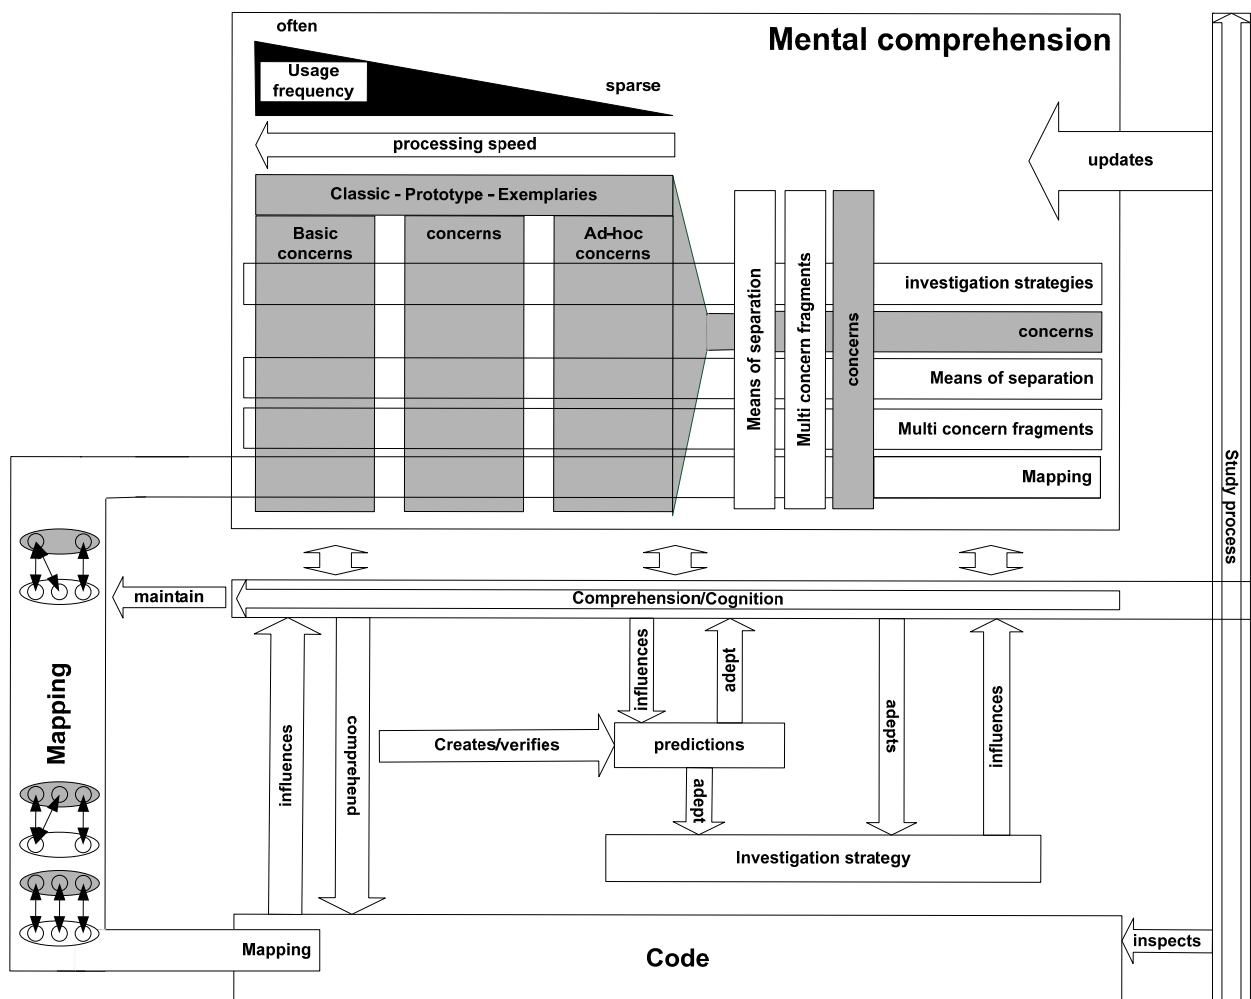 often
Mental comprehension
Usage
frequency
sparse
processing speed
updates
Classic - Prototype - Exemplaries
Basic
concerns
concerns
Ad-hoc
concerns
Means of separation
Multi concern fragments
concerns
investigation strategies
concerns
Means of separation
Multi concern fragments
Mapping
Study process
maintain
Comprehension/Cognition
Mapping
influences
comprehend
influences
adept
adepts
influences
Creates/verifies
predictions
adept
Investigation strategy
Mapping
Code
inspects